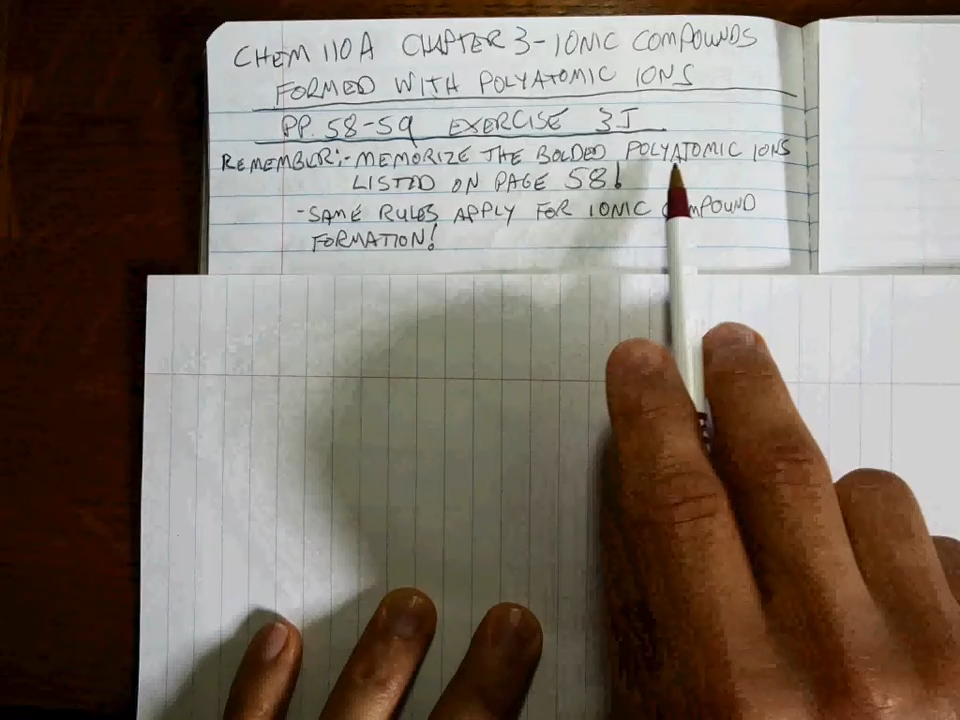 CHEM 110A CHAPTER 3-IONIC COMPOUNDS
FORMED WITH POLYATOMIC IONS
PP. 58-59 EXERCISE 3J
REMEMBER:-MEMORIZE THE BOLDED POLYATOMIC IONS
LISTED ON PAGE 58!
-SAME RULES APPLY FOR IONIC COMPOUND
FORMATION!